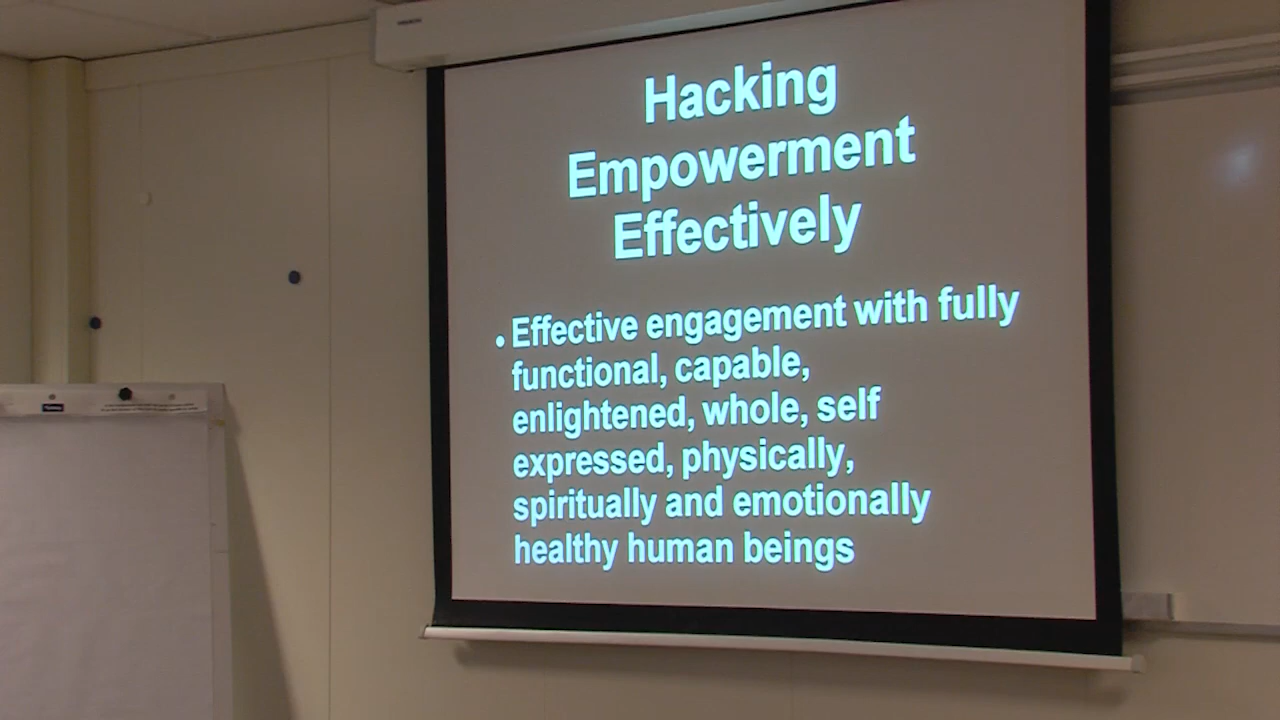 Hacking
Empowerment
Effectively
• Effective engagement with fully
functional, capable,
enlightened, whole, self
expressed, physically,
spiritually and emotionally
healthy human beings